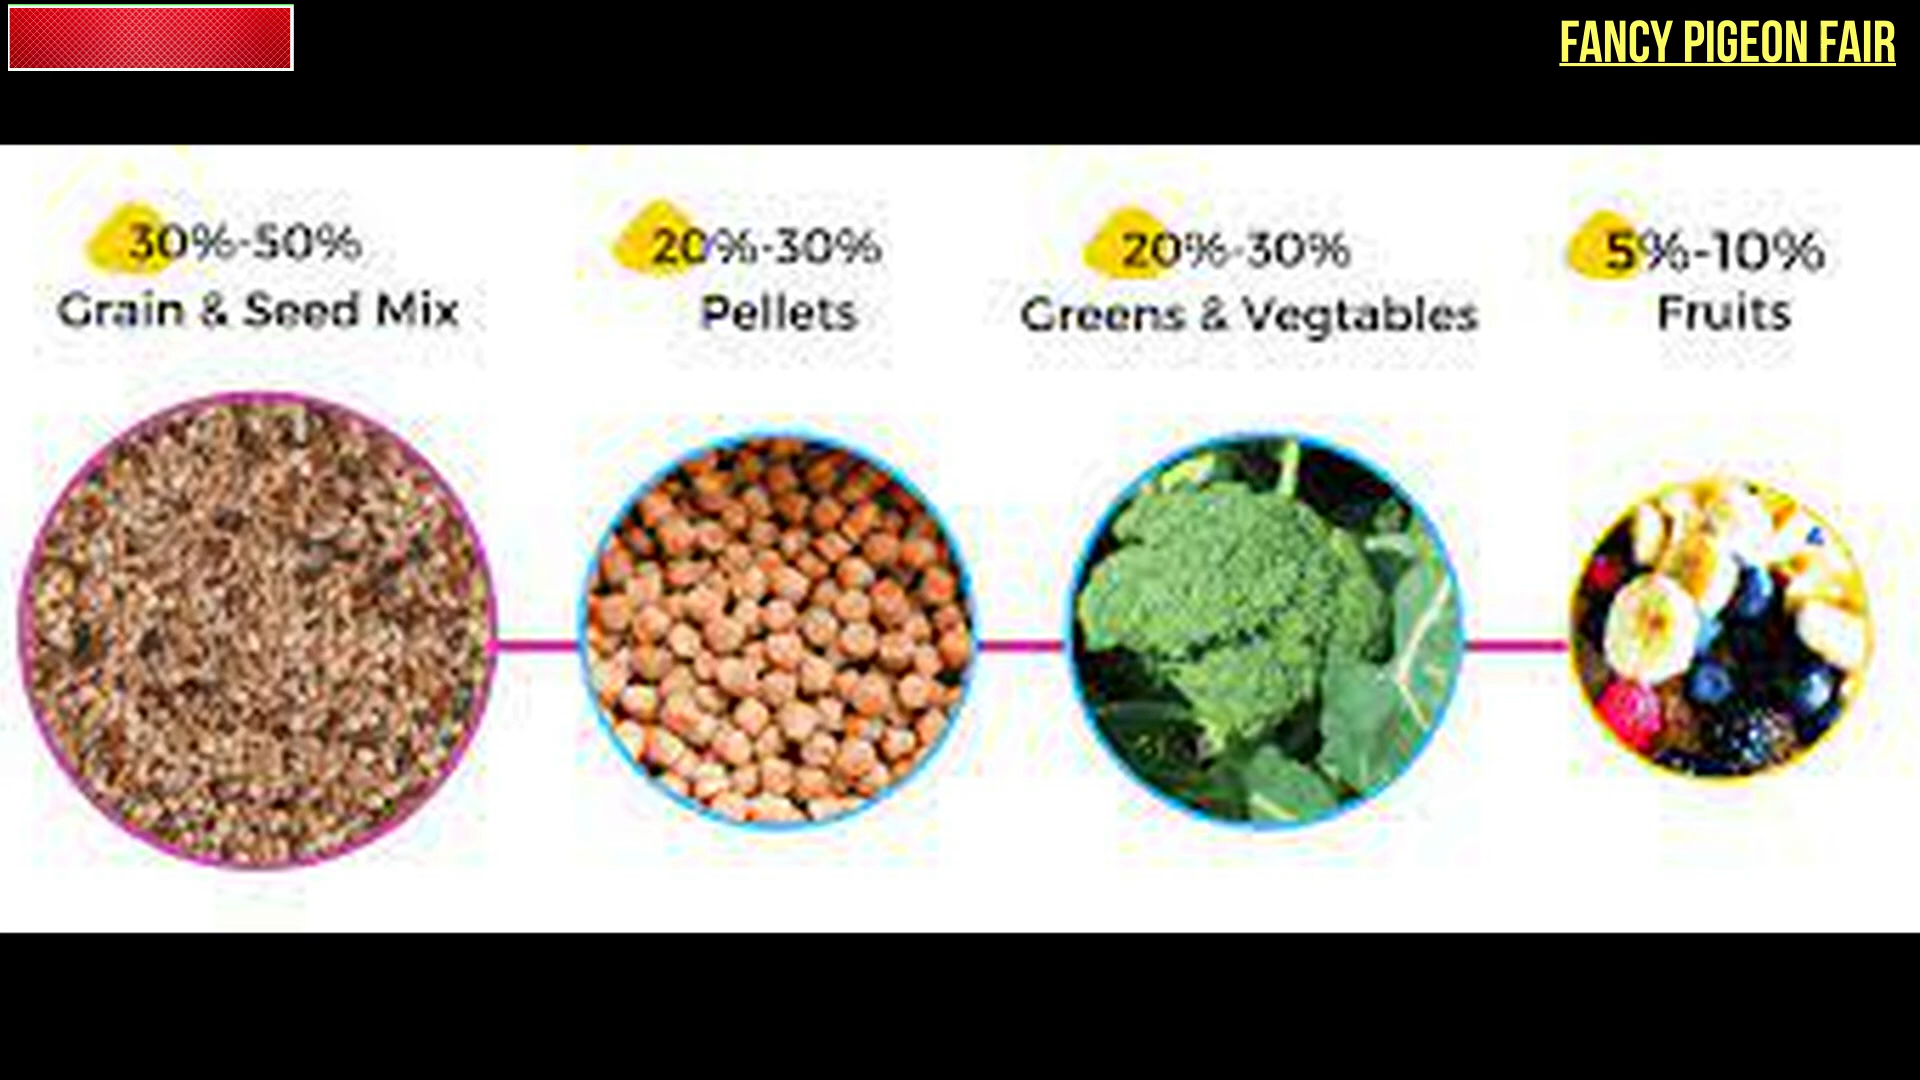 FANCY PIGEON FAIR
30%-50%
Grain & Seed Mix
20%-30%
Pellets
20%-30%
Greens & Vegtables
5%-10%
Fruits